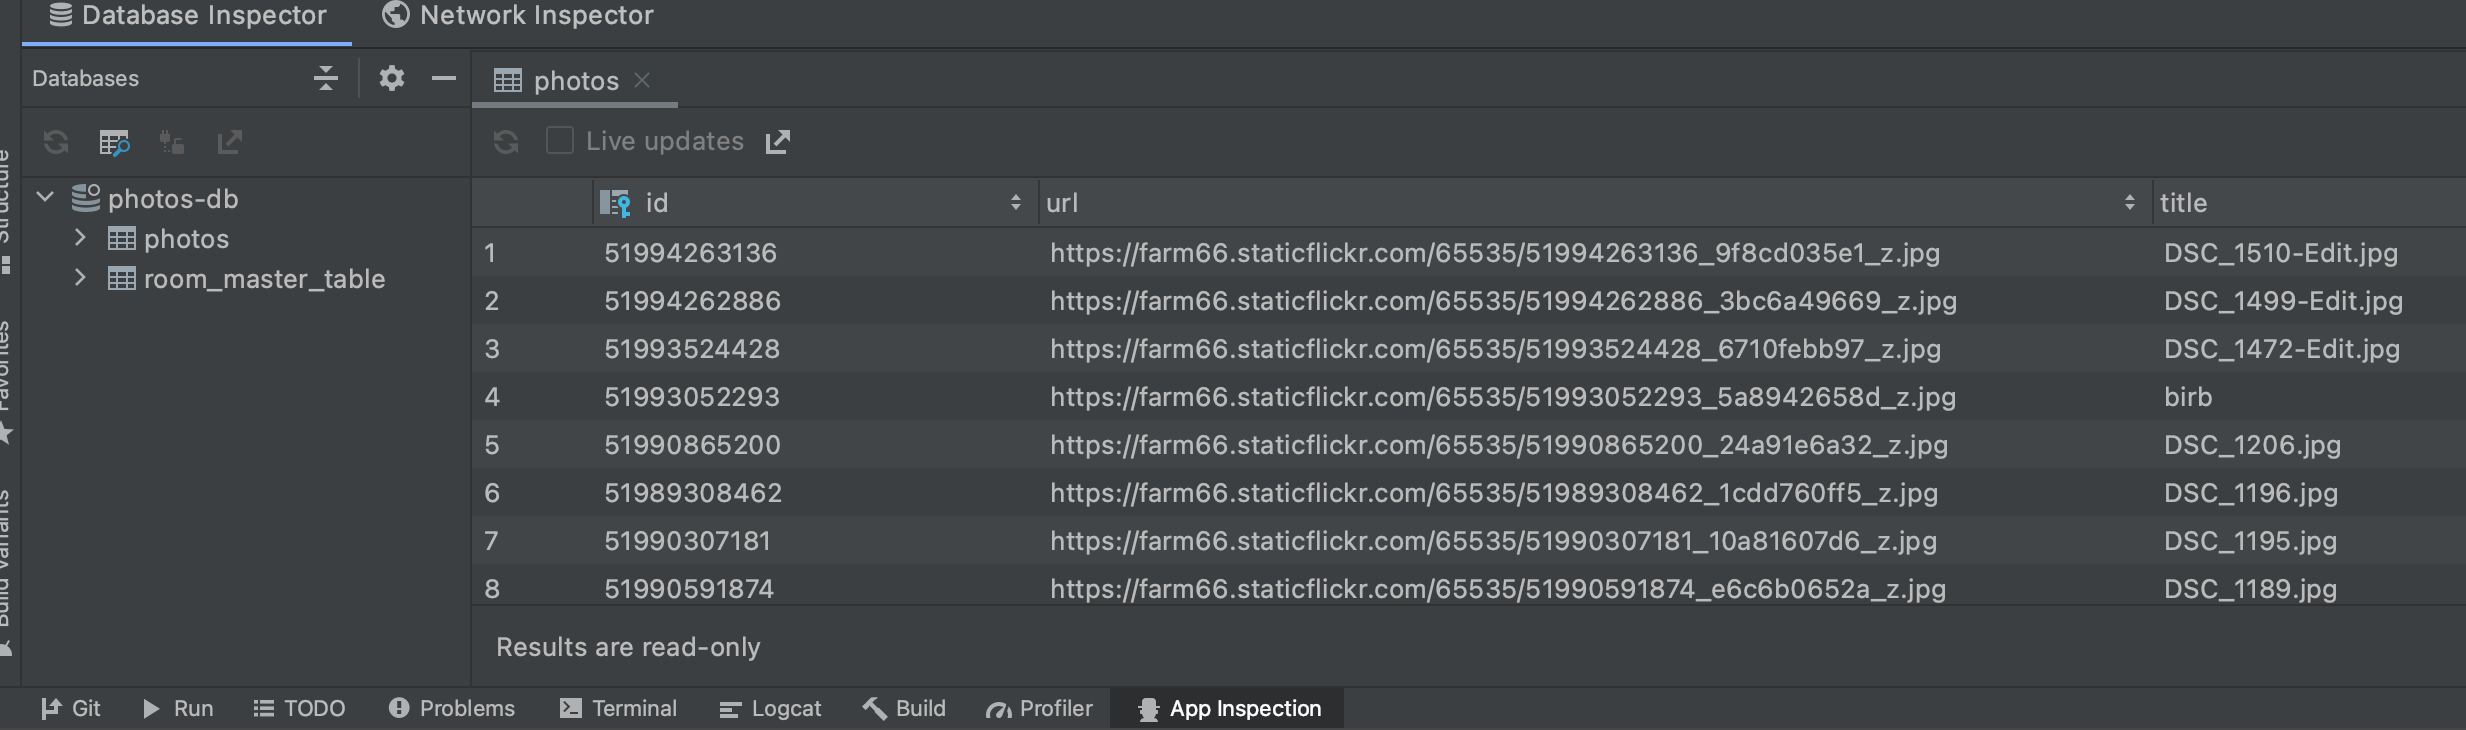 Database Inspector Network Inspector
Databases photos
Live updates
photos-db
photos
room_master_table
id url title
1 51994263136 https://farm66.staticflickr.com/65535/51994263136_9f8cd035e1_z.jpg DSC_1510-Edit.jpg
2 51994262886 https://farm66.staticflickr.com/65535/51994262886_3bc6a49669_z.jpg DSC_1499-Edit.jpg
3 51993524428 https://farm66.staticflickr.com/65535/51993524428_6710febb97_z.jpg DSC_1472-Edit.jpg
4 51993052293 https://farm66.staticflickr.com/65535/51993052293_5a8942658d_z.jpg birb
5 51990865200 https://farm66.staticflickr.com/65535/51990865200_24a91e6a32_z.jpg DSC_1206.jpg
6 51989308462 https://farm66.staticflickr.com/65535/51989308462_1cdd760ff5_z.jpg DSC_1196.jpg
7 51990307181 https://farm66.staticflickr.com/65535/51990307181_10a81607d6_z.jpg DSC_1195.jpg
8 51990591874 https://farm66.staticflickr.com/65535/51990591874_e6c6b0652a_z.jpg DSC_1189.jpg
Results are read-only
Structure
Favorites
Build Variants
Git Run TODO Problems Terminal Logcat Build Profiler App Inspection